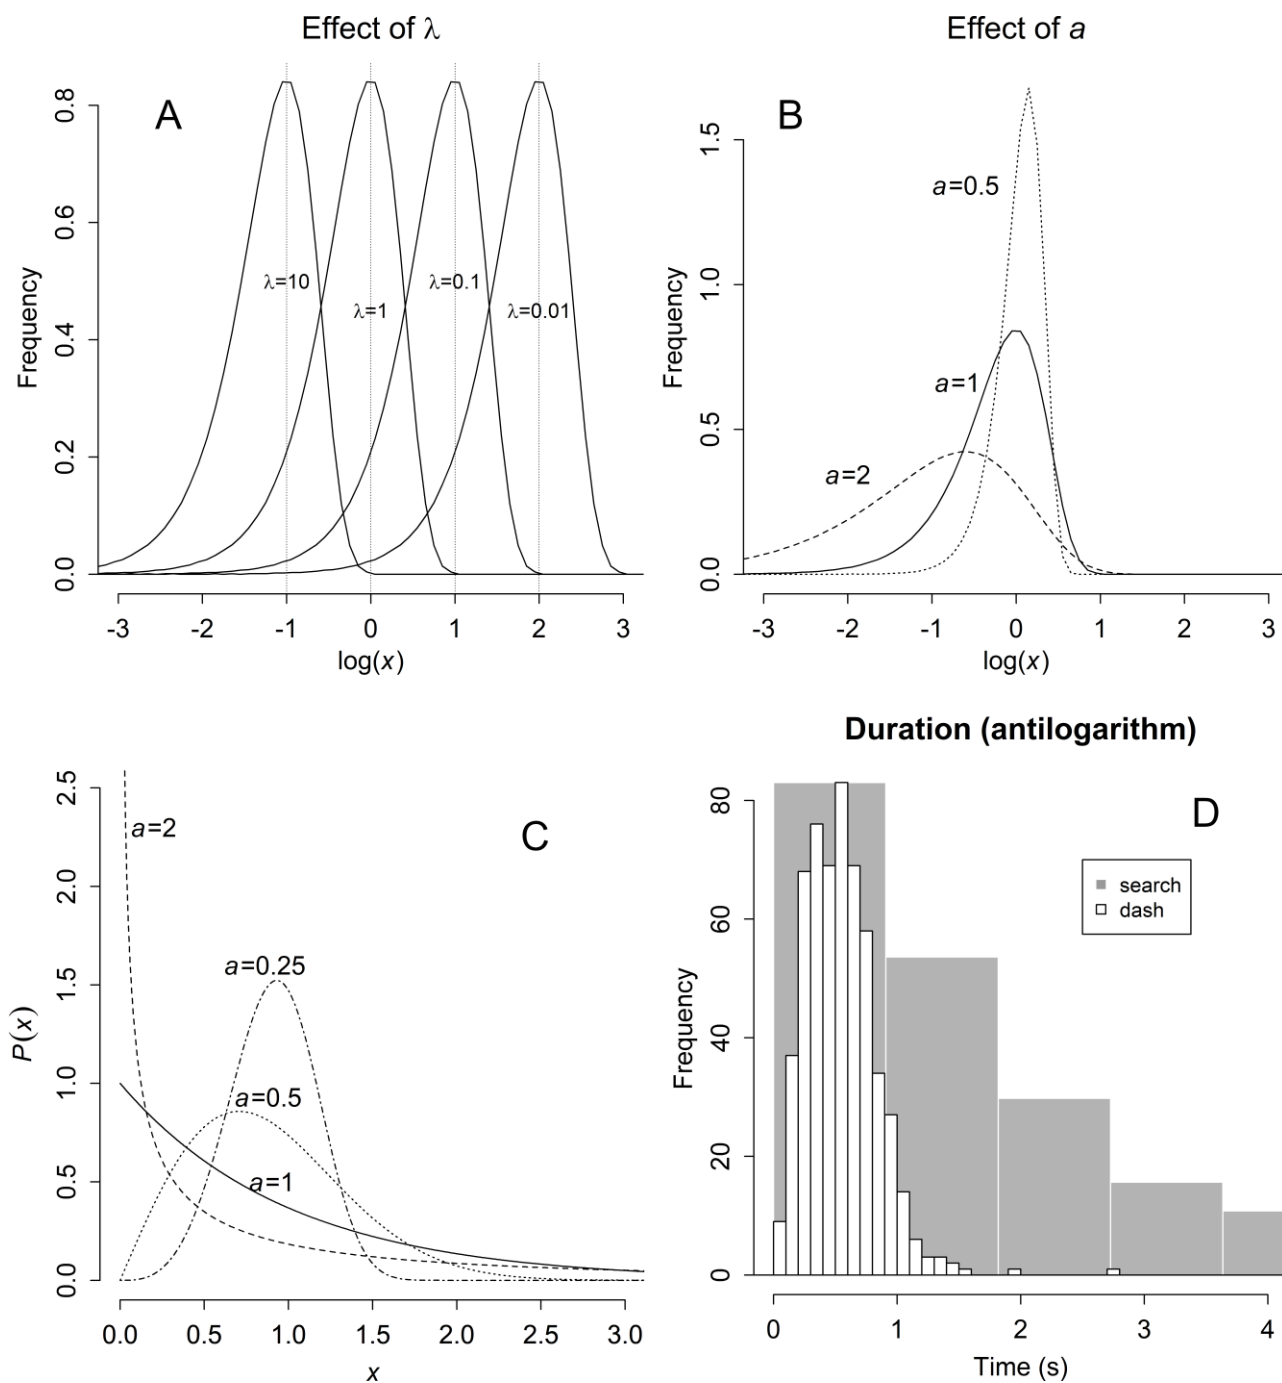 Effect of λ
Effect of a
A
Frequency
0.0 0.2 0.4 0.6 0.8
λ=10
λ=1
λ=0.1
λ=0.01
-3 -2 -1 0 1 2 3
log(x)
B
Frequency
0.0 0.5 1.0 1.5
a=0.5
a=1
a=2
-3 -2 -1 0 1 2 3
log(x)
C
P(x)
0.0 0.5 1.0 1.5 2.0 2.5
a=2
a=0.25
a=0.5
a=1
0.0 0.5 1.0 1.5 2.0 2.5 3.0
x
Duration (antilogarithm)
D
Frequency
0 20 40 60 80
search
dash
0 1 2 3 4
Time (s)